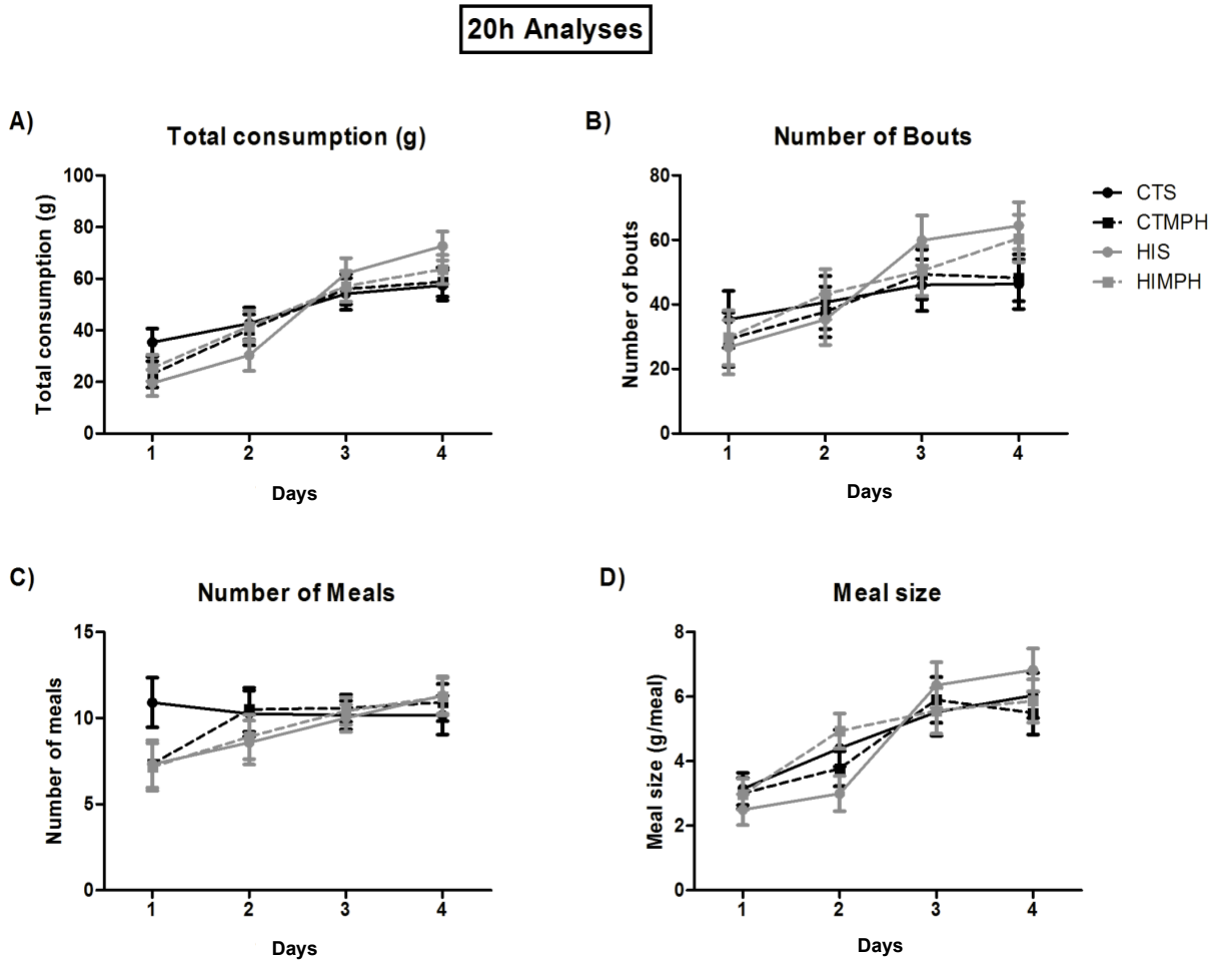 20h Analyses
A)
Total consumption (g)
Total consumption (g)
100
80
60
40
20
0
1 2 3 4
Days
B)
Number of Bouts
Number of bouts
80
60
40
20
0
1 2 3 4
Days
CTS
CTMPH
HIS
HIMPH
C)
Number of Meals
Number of meals
15
10
5
0
1 2 3 4
Days
D)
Meal size
Meal size (g/meal)
8
6
4
2
0
1 2 3 4
Days